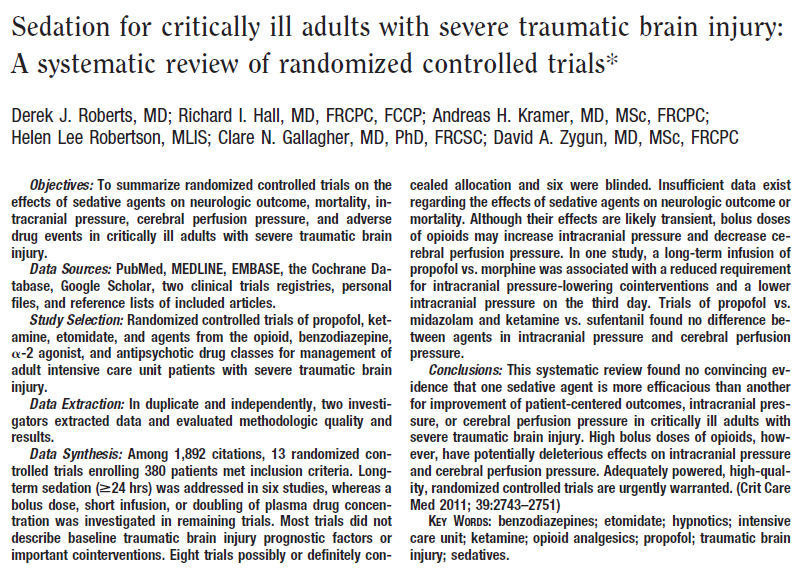 Sedation for critically ill adults with severe traumatic brain injury:
A systematic review of randomized controlled trials*
Derek J. Roberts, MD; Richard I. Hall, MD, FRCPC, FCCP; Andreas H. Kramer, MD, MSc, FRCPC;
Helen Lee Robertson, MLIS; Clare N. Gallagher, MD, PhD, FRCSC; David A. Zygun, MD, MSc, FRCPC
Objectives: To summarize randomized controlled trials on the
effects of sedative agents on neurologic outcome, mortality, in-
tracranial pressure, cerebral perfusion pressure, and adverse
drug events in critically ill adults with severe traumatic brain
injury.
Data Sources: PubMed, MEDLINE, EMBASE, the Cochrane Da-
tabase, Google Scholar, two clinical trials registries, personal
files, and reference lists of included articles.
Study Selection: Randomized controlled trials of propofol, ket-
amine, etomidate, and agents from the opioid, benzodiazepine,
α-2 agonist, and antipsychotic drug classes for management of
adult intensive care unit patients with severe traumatic brain
injury.
Data Extraction: In duplicate and independently, two investi-
gators extracted data and evaluated methodologic quality and
results.
Data Synthesis: Among 1,892 citations, 13 randomized con-
trolled trials enrolling 380 patients met inclusion criteria. Long-
term sedation (≥24 hrs) was addressed in six studies, whereas a
bolus dose, short infusion, or doubling of plasma drug concen-
tration was investigated in remaining trials. Most trials did not
describe baseline traumatic brain injury prognostic factors or
important cointerventions. Eight trials possibly or definitely con-
cealed allocation and six were blinded. Insufficient data exist
regarding the effects of sedative agents on neurologic outcome or
mortality. Although their effects are likely transient, bolus doses
of opioids may increase intracranial pressure and decrease ce-
rebral perfusion pressure. In one study, a long-term infusion of
propofol vs. morphine was associated with a reduced requirement
for intracranial pressure-lowering cointerventions and a lower
intracranial pressure on the third day. Trials of propofol vs.
midazolam and ketamine vs. sufentanil found no difference be-
tween agents in intracranial pressure and cerebral perfusion
pressure.
Conclusions: This systematic review found no convincing ev-
idence that one sedative agent is more efficacious than another
for improvement of patient-centered outcomes, intracranial pres-
sure, or cerebral perfusion pressure in critically ill adults with
severe traumatic brain injury. High bolus doses of opioids, how-
ever, have potentially deleterious effects on intracranial pressure
and cerebral perfusion pressure. Adequately powered, high-qual-
ity, randomized controlled trials are urgently warranted. (Crit Care
Med 2011; 39:2743–2751)
KEY WORDS: benzodiazepines; etomidate; hypnotics; intensive
care unit; ketamine; opioid analgesics; propofol; traumatic brain
injury; sedatives.